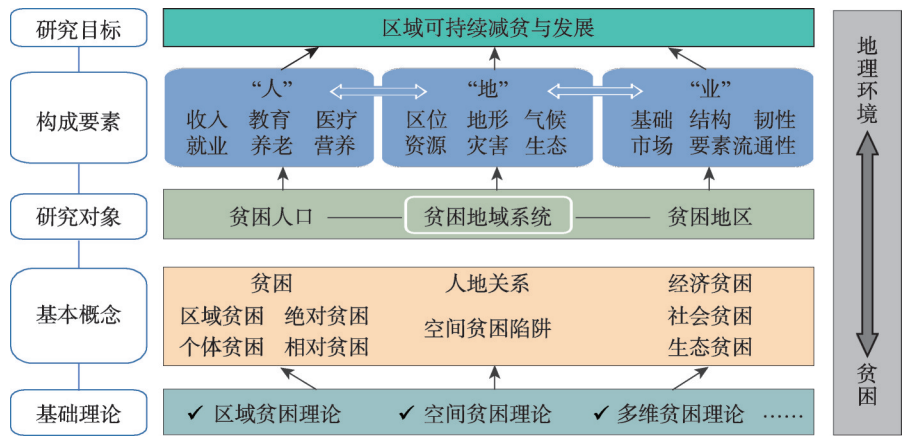 研究目标
区域可持续减贫与发展
构成要素
“人”
收入 教育 医疗
就业 养老 营养
“地”
区位 地形 气候
资源 灾害 生态
“业”
基础 结构 韧性
市场 要素流通性
研究对象
贫困人口
贫困地域系统
贫困地区
基本概念
贫困
区域贫困 绝对贫困
个体贫困 相对贫困
人地关系
空间贫困陷阱
经济贫困
社会贫困
生态贫困
基础理论
✓ 区域贫困理论
✓ 空间贫困理论
✓ 多维贫困理论 ……
地理环境
贫困